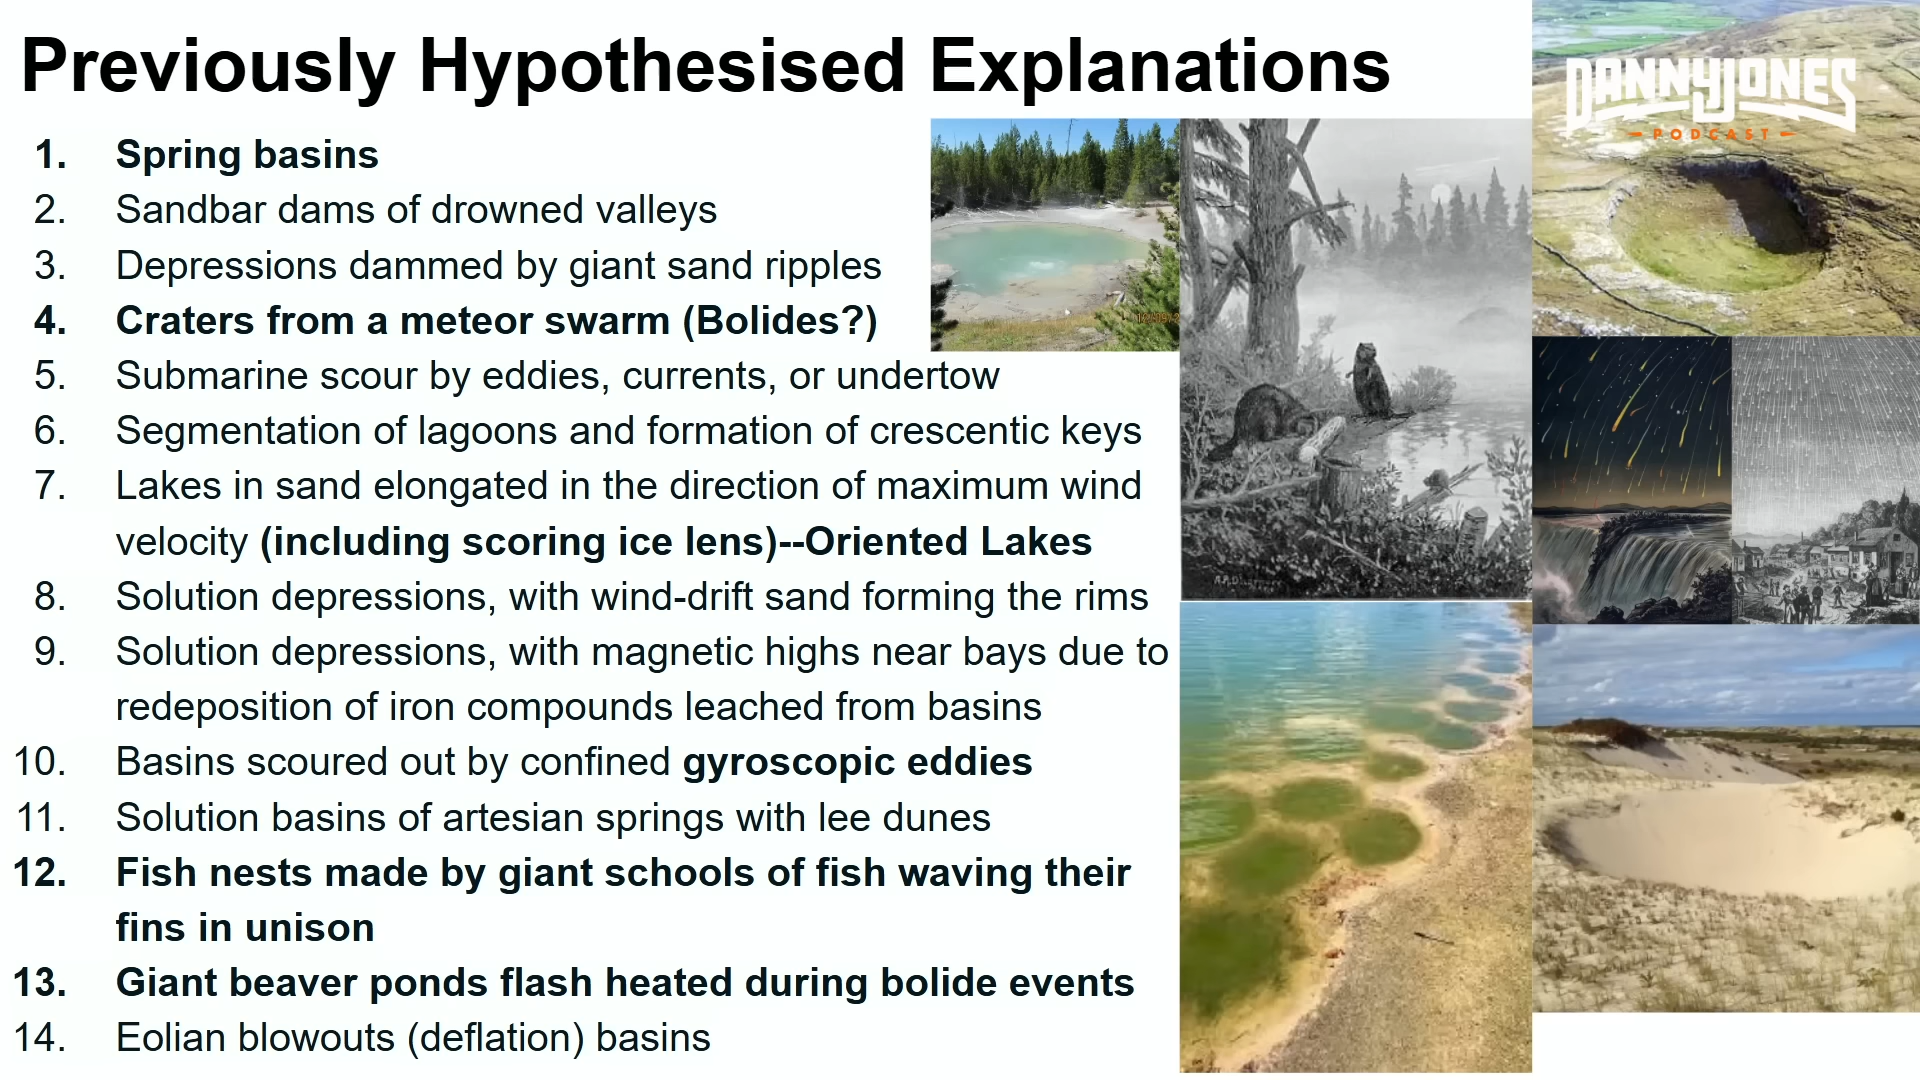 Previously Hypothesised Explanations
1. Spring basins
2. Sandbar dams of drowned valleys
3. Depressions dammed by giant sand ripples
4. Craters from a meteor swarm (Bolides?)
5. Submarine scour by eddies, currents, or undertow
6. Segmentation of lagoons and formation of crescentic keys
7. Lakes in sand elongated in the direction of maximum wind
velocity (including scoring ice lens)--Oriented Lakes
8. Solution depressions, with wind-drift sand forming the rims
9. Solution depressions, with magnetic highs near bays due to
redeposition of iron compounds leached from basins
10. Basins scoured out by confined gyroscopic eddies
11. Solution basins of artesian springs with lee dunes
12. Fish nests made by giant schools of fish waving their
fins in unison
13. Giant beaver ponds flash heated during bolide events
14. Eolian blowouts (deflation) basins
DANNY JONES
PODCAST